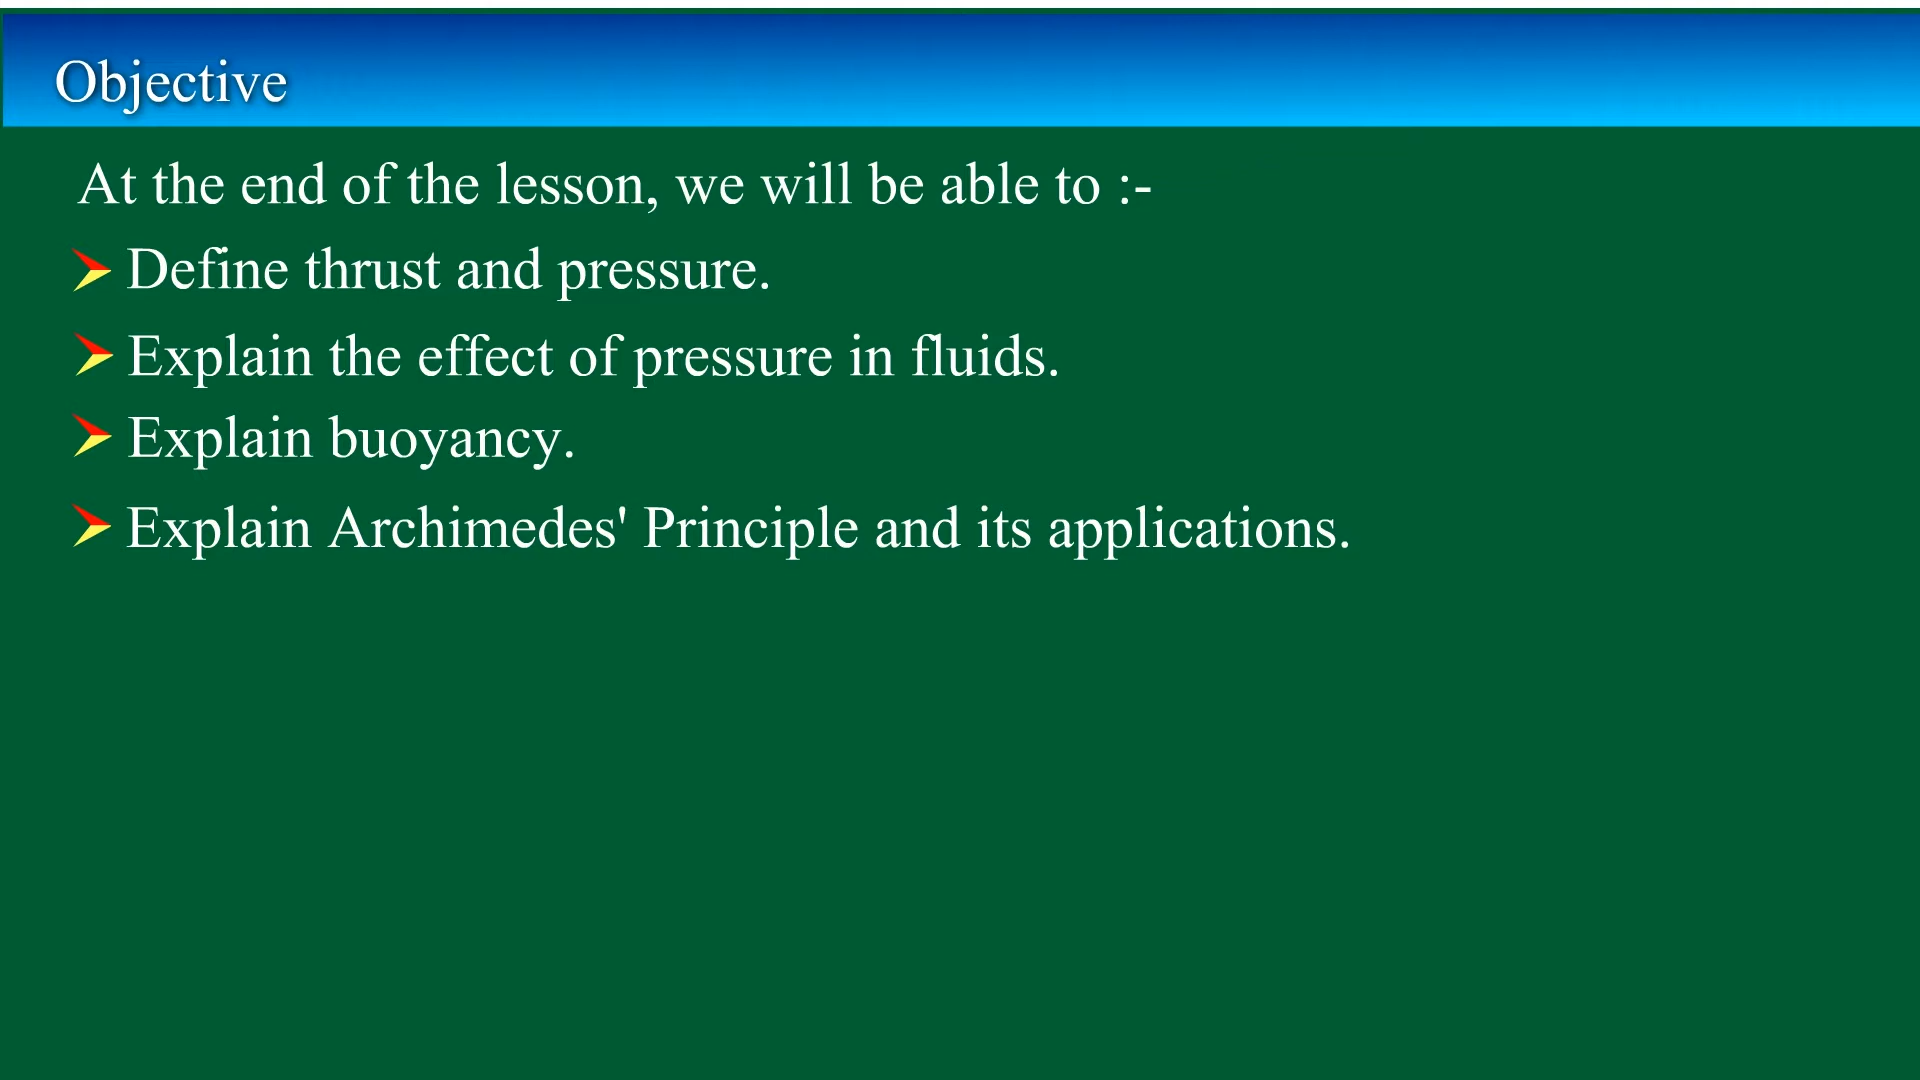 Objective
At the end of the lesson, we will be able to :-
Define thrust and pressure.
Explain the effect of pressure in fluids.
Explain buoyancy.
Explain Archimedes' Principle and its applications.